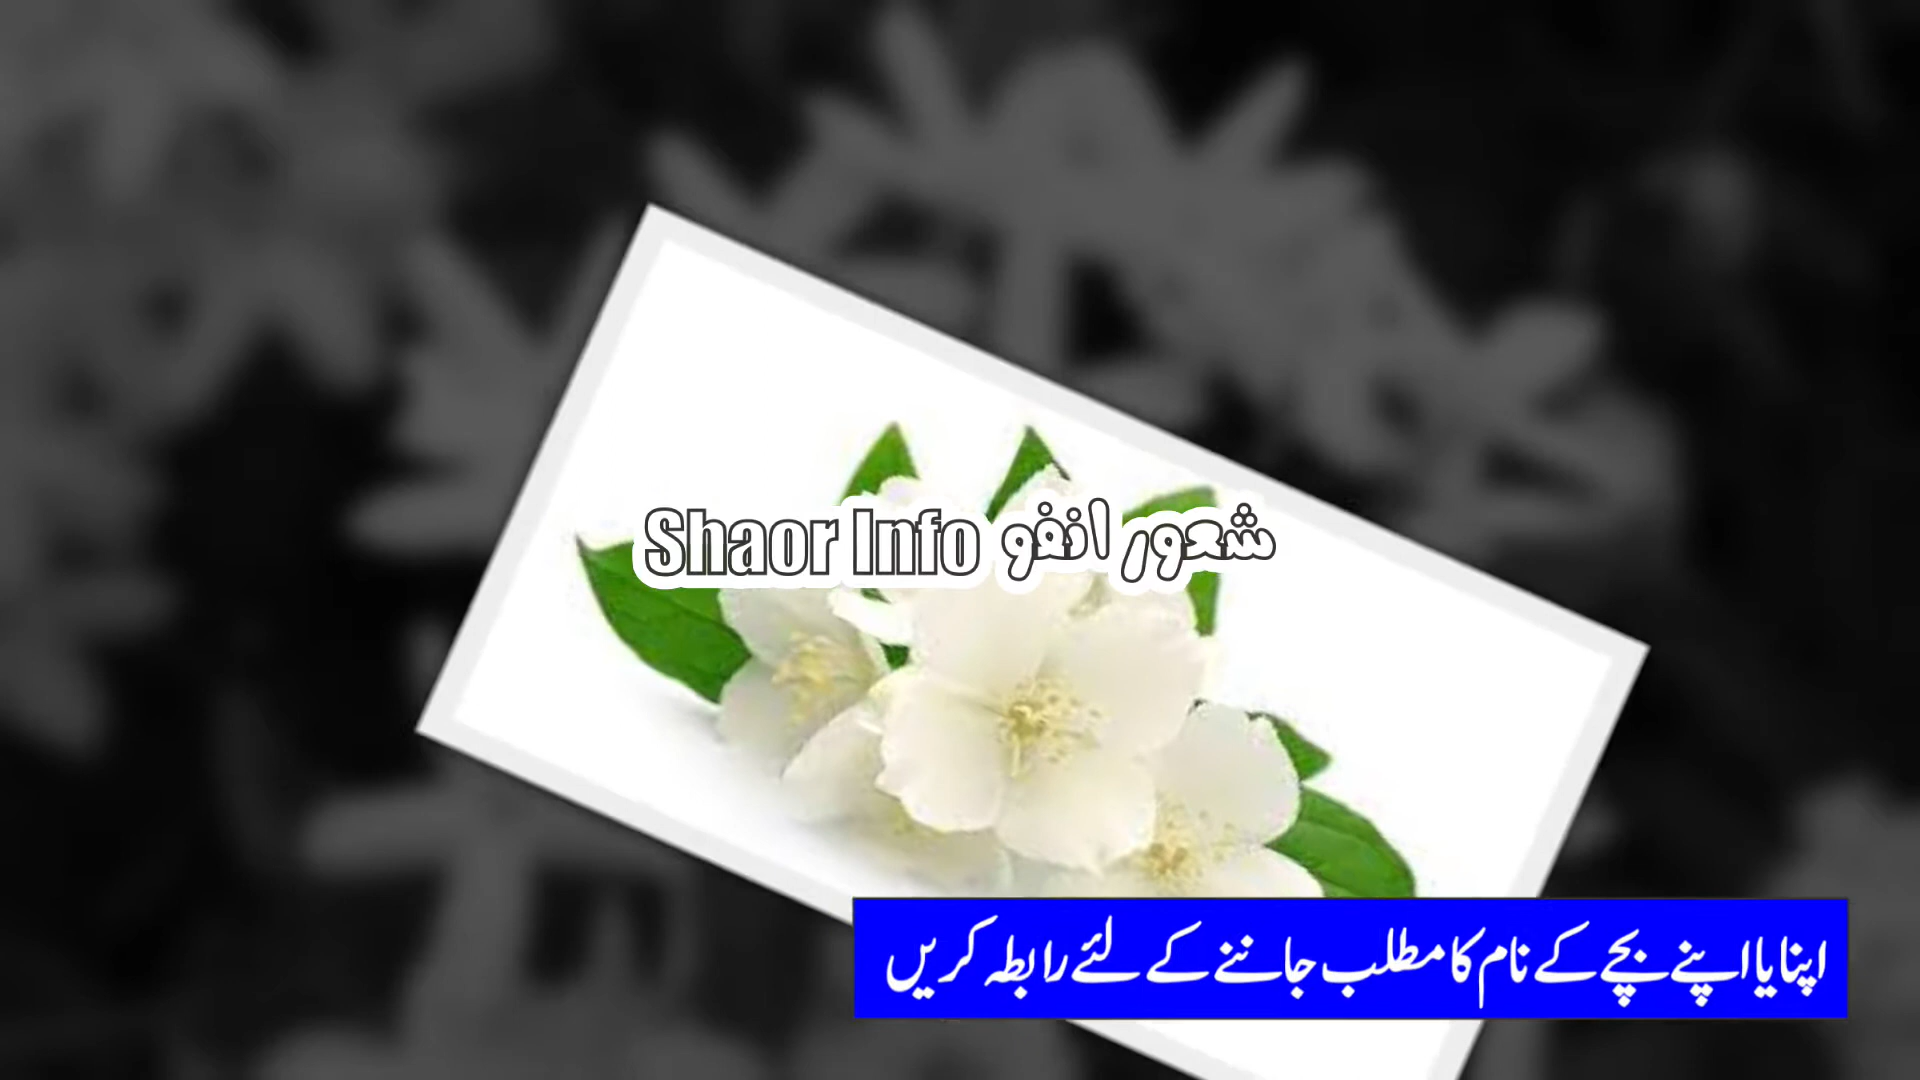 Shaor Info شعور انفو
اپنا یا اپنے بچے کے نام کا مطلب جاننے کے لئے رابطہ کریں